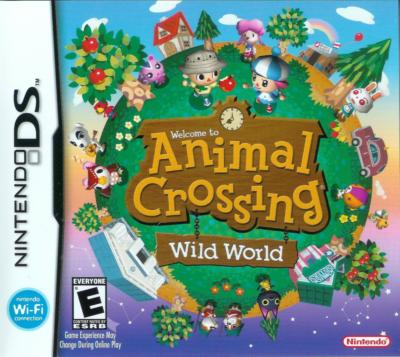 NINTENDO DS™
Welcome to
Animal
Crossing
Wild World
EVERYONE
E
CONTENT RATED BY
ESRB
Game Experience May
Change During Online Play
nintendo
Wi-Fi
connection
Nintendo